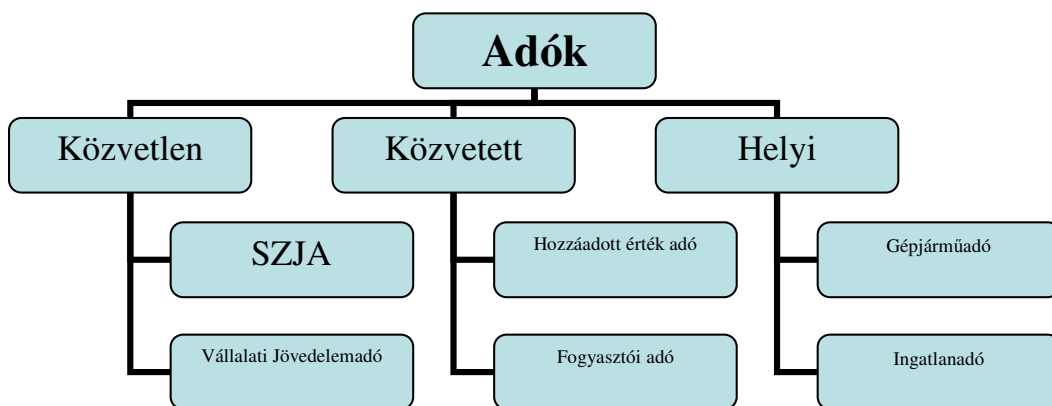 Adók
Közvetlen
Közvetett
Helyi
SZJA
Hozzáadott érték adó
Gépjárműadó
Vállalati Jövedelemadó
Fogyasztói adó
Ingatlanadó